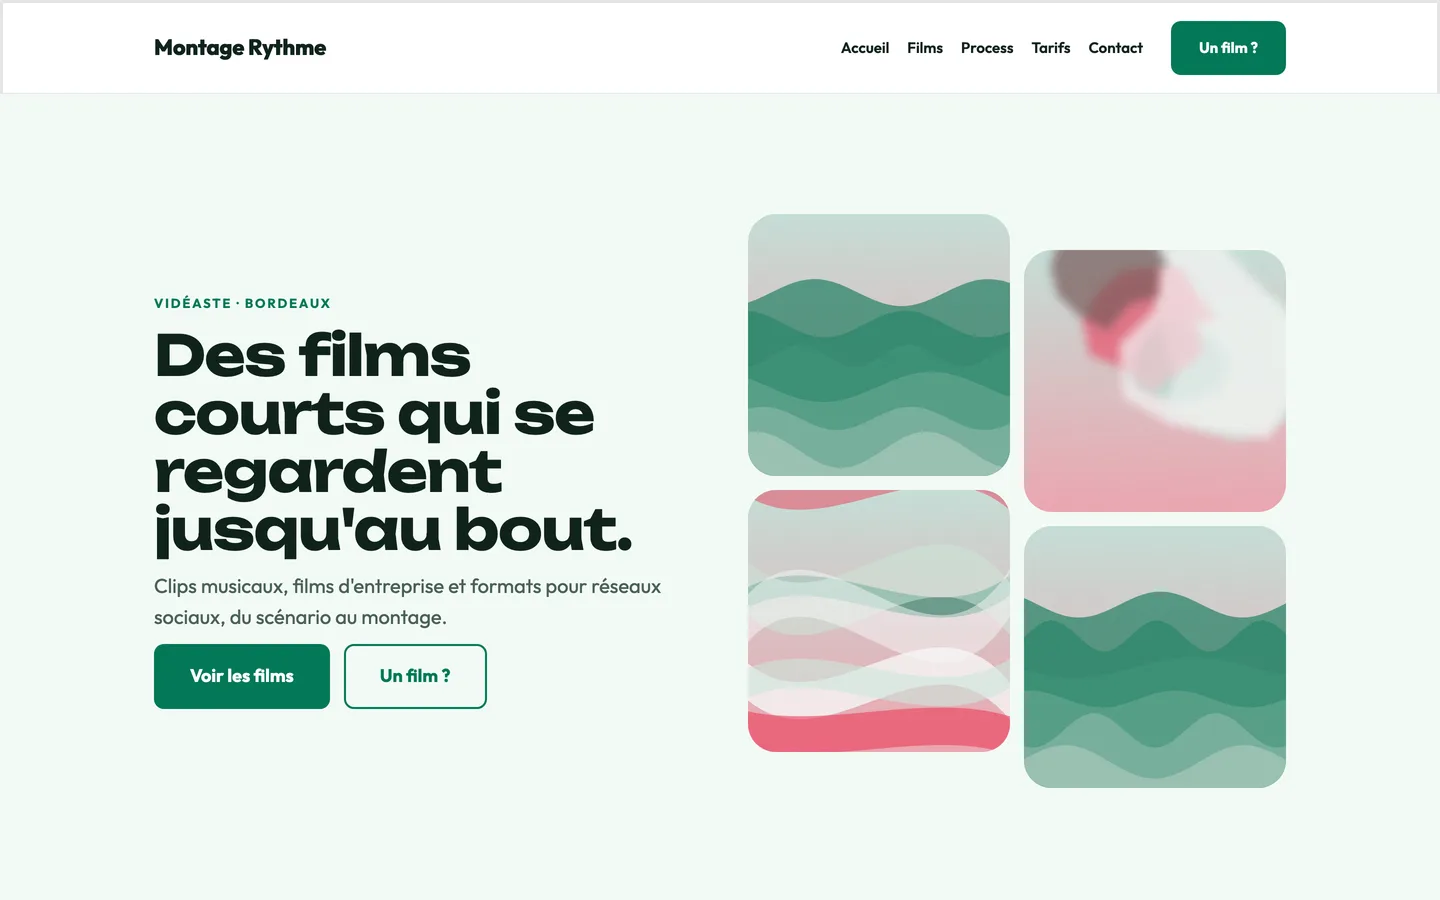 Montage Rythme
Accueil Films Process Tarifs Contact Un film ?
VIDÉASTE · BORDEAUX
Des films
courts qui se
regardent
jusqu'au bout.
Clips musicaux, films d'entreprise et formats pour réseaux
sociaux, du scénario au montage.
Voir les films Un film ?